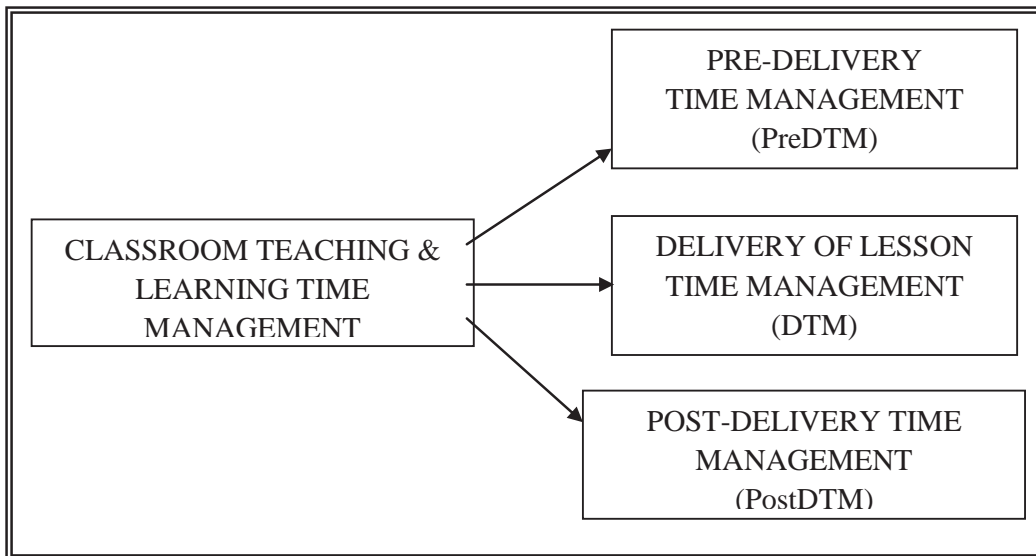 PRE-DELIVERY
TIME MANAGEMENT
(PreDTM)
CLASSROOM TEACHING &
LEARNING TIME
MANAGEMENT
DELIVERY OF LESSON
TIME MANAGEMENT
(DTM)
POST-DELIVERY TIME
MANAGEMENT
(PostDTM)